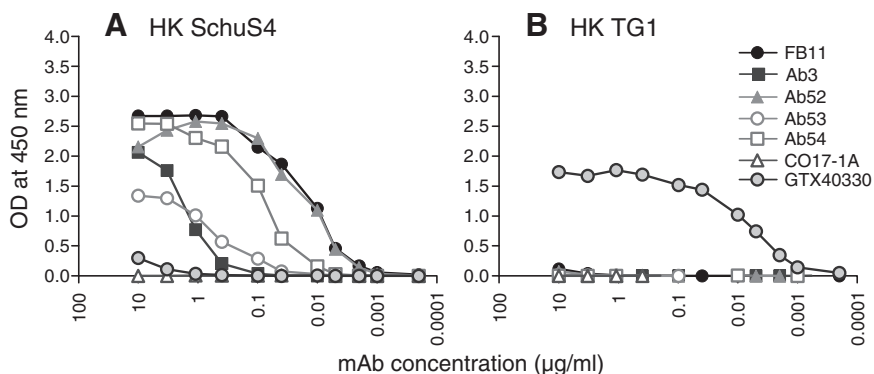 A HK SchuS4
B HK TG1
OD at 450 nm
4.0
3.5
3.0
2.5
2.0
1.5
1.0
0.5
0.0
100
10
1
0.1
0.01
0.001
0.0001
4.0
3.5
3.0
2.5
2.0
1.5
1.0
0.5
0.0
100
10
1
0.1
0.01
0.001
0.0001
FB11
Ab3
Ab52
Ab53
Ab54
CO17-1A
GTX40330
mAb concentration (µg/ml)